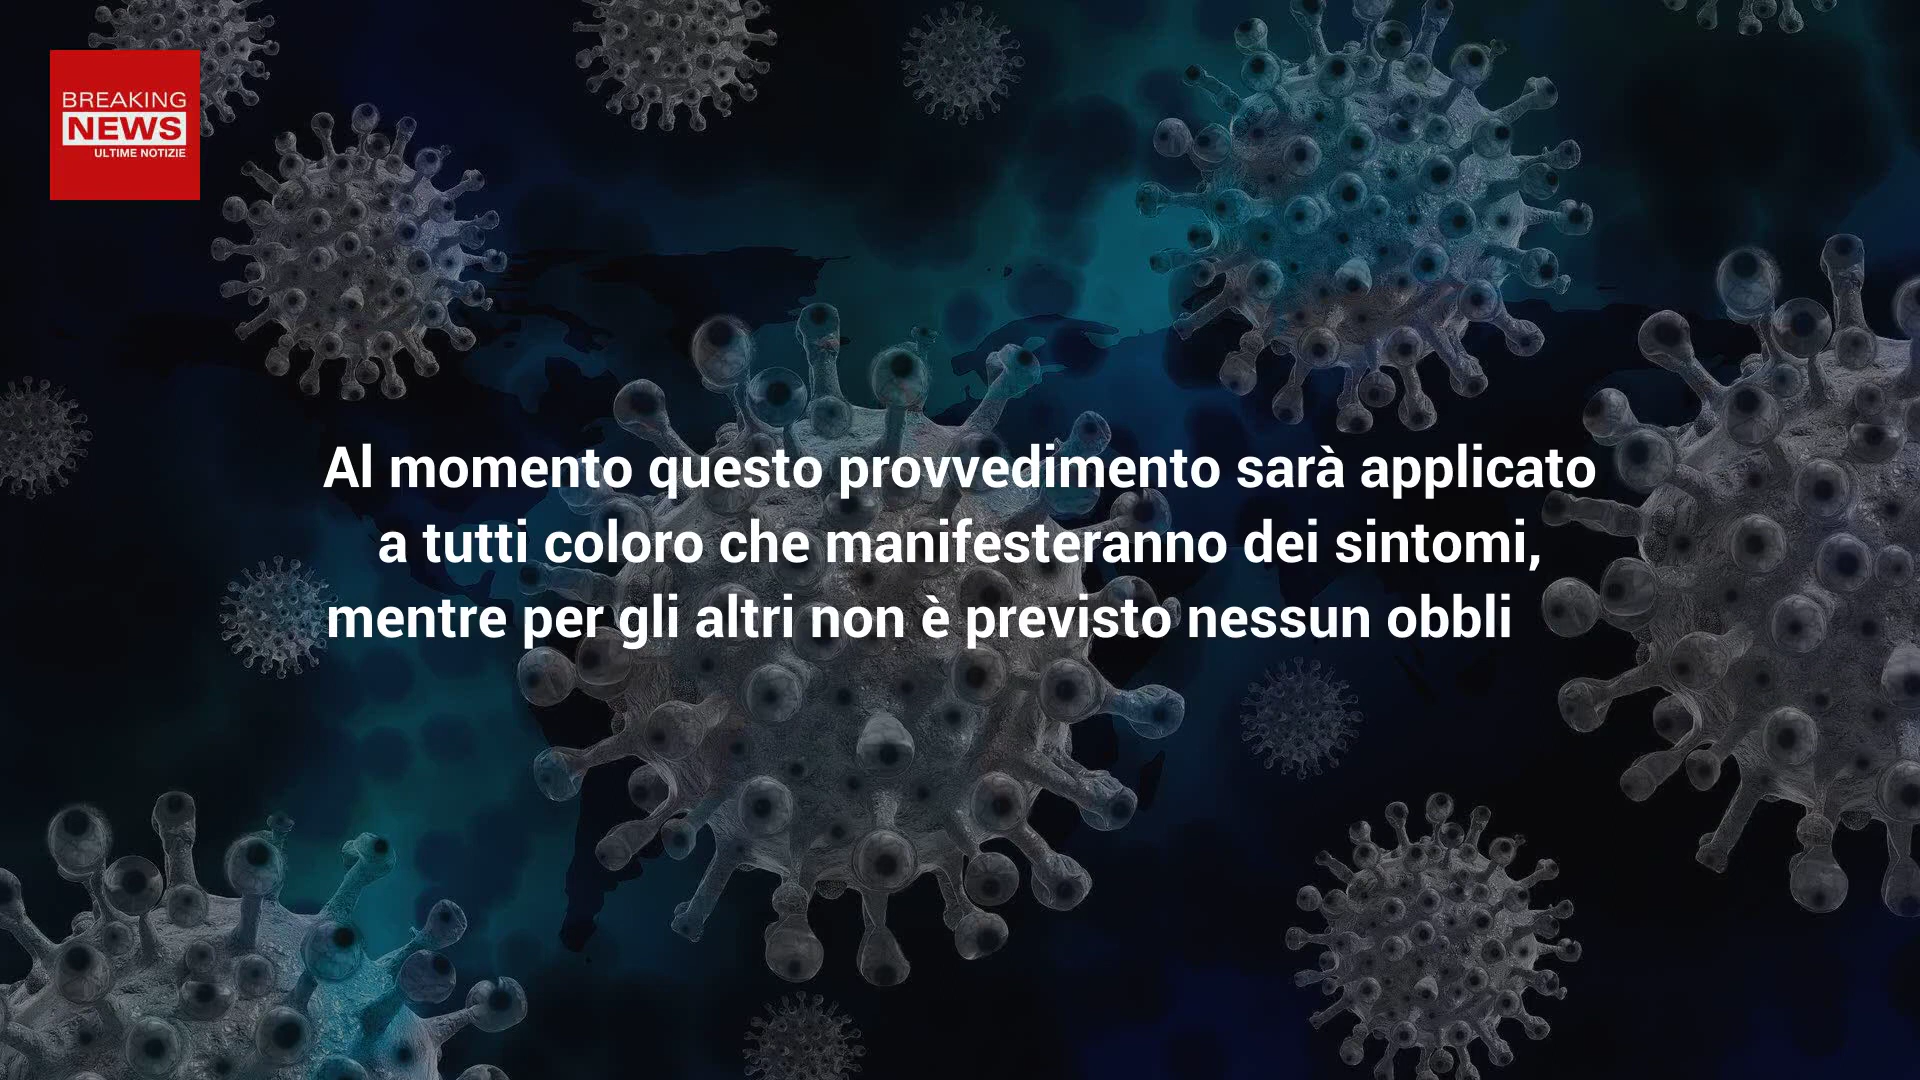 BREAKING
NEWS
ULTIME NOTIZIE
Al momento questo provvedimento sarà applicato
a tutti coloro che manifesteranno dei sintomi,
mentre per gli altri non è previsto nessun obbli